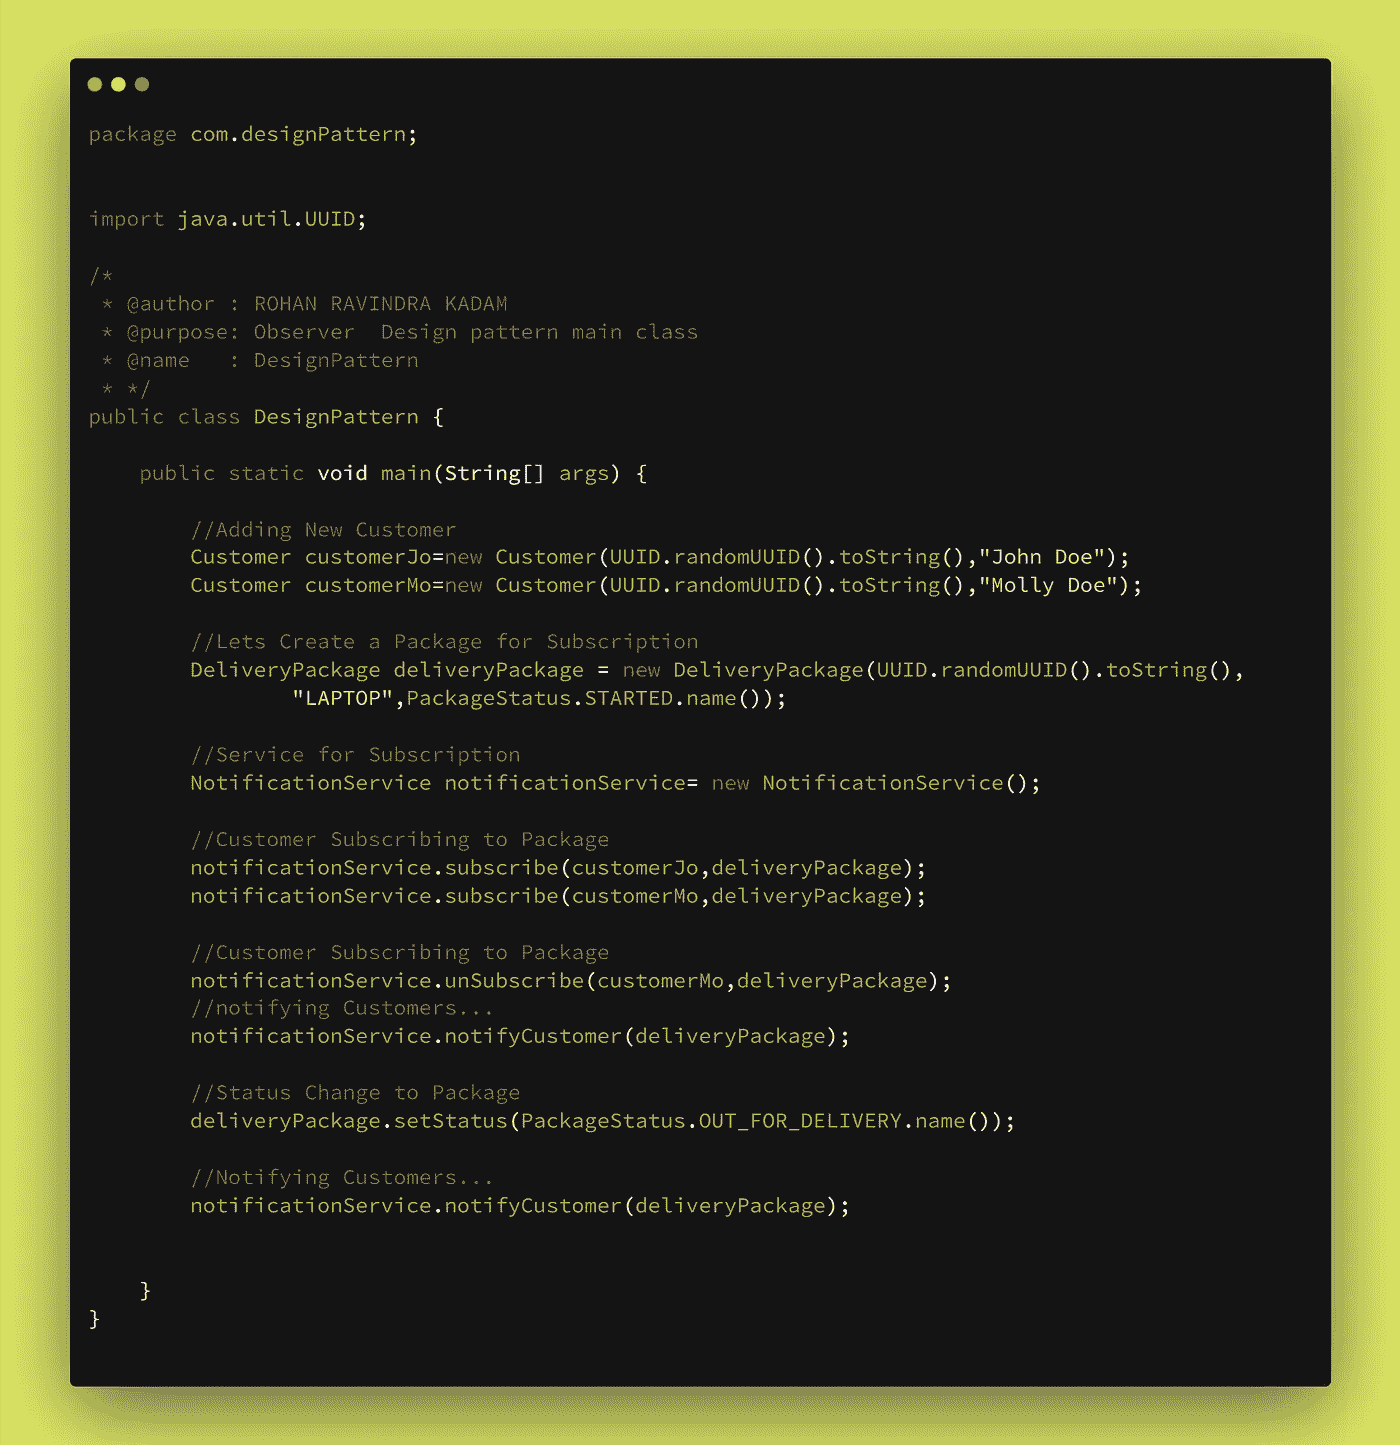 package com.designPattern;
import java.util.UUID;
/*
 * @author : ROHAN RAVINDRA KADAM
 * @purpose: Observer  Design pattern main class
 * @name   : DesignPattern
 * */
public class DesignPattern {
    public static void main(String[] args) {
        //Adding New Customer
        Customer customerJo=new Customer(UUID.randomUUID().toString(),"John Doe");
        Customer customerMo=new Customer(UUID.randomUUID().toString(),"Molly Doe");
        //Lets Create a Package for Subscription
        DeliveryPackage deliveryPackage = new DeliveryPackage(UUID.randomUUID().toString(),
                "LAPTOP",PackageStatus.STARTED.name());
        //Service for Subscription
        NotificationService notificationService= new NotificationService();
        //Customer Subscribing to Package
        notificationService.subscribe(customerJo,deliveryPackage);
        notificationService.subscribe(customerMo,deliveryPackage);
        //Customer Subscribing to Package
        notificationService.unSubscribe(customerMo,deliveryPackage);
        //notifying Customers...
        notificationService.notifyCustomer(deliveryPackage);
        //Status Change to Package
        deliveryPackage.setStatus(PackageStatus.OUT_FOR_DELIVERY.name());
        //Notifying Customers...
        notificationService.notifyCustomer(deliveryPackage);
    }
}